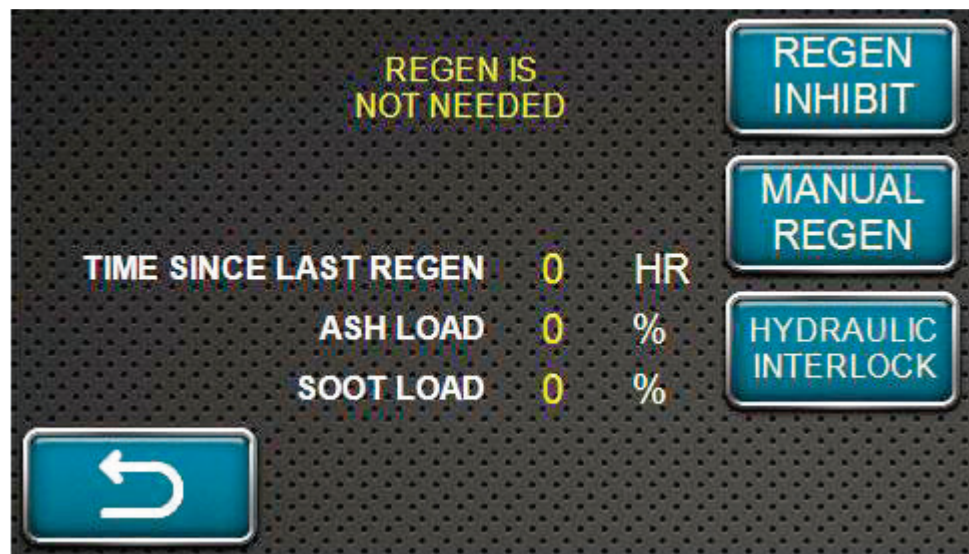 REGEN IS
NOT NEEDED
REGEN
INHIBIT
MANUAL
REGEN
TIME SINCE LAST REGEN 0 HR
ASH LOAD 0 %
SOOT LOAD 0 %
HYDRAULIC
INTERLOCK